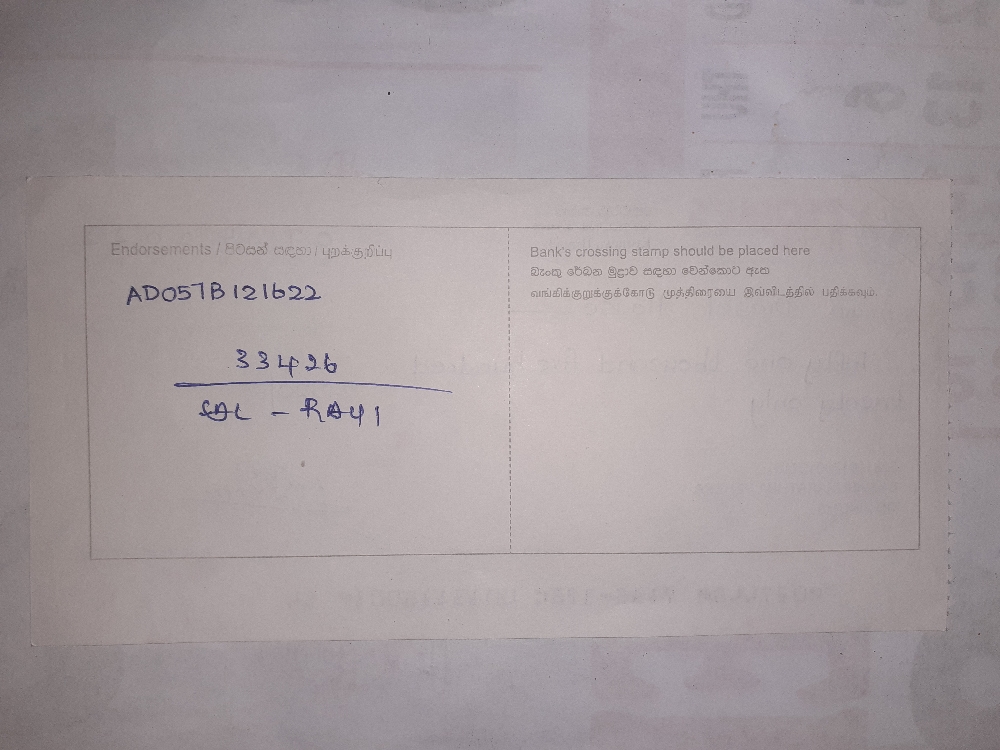 Endorsements / පිටසන් සඳහා / புறக்குறிப்பு
AD057B121622
33426
SAL - RAYI
Bank's crossing stamp should be placed here
බැංකු රේඛන මුද්‍රාව සඳහා වෙන්කොට ඇත
வங்கிக்குறுக்குக்கோடு முத்திரையை இவ்விடத்தில் பதிக்கவும்.